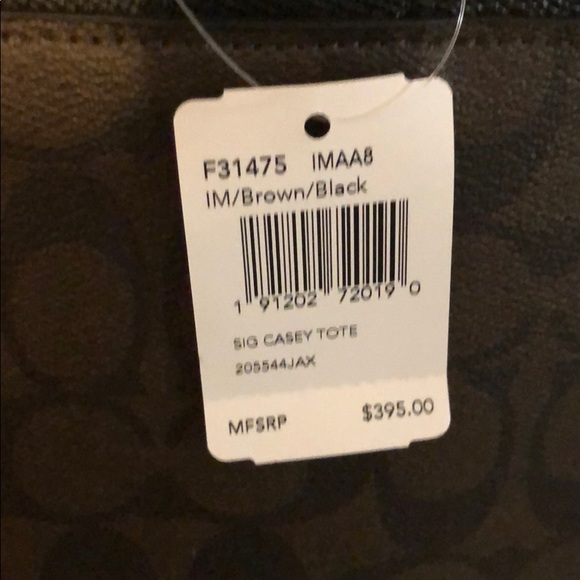 F31475 IMAA8
IM/Brown/Black
1 91202 72019 0
SIG CASEY TOTE
205544JAX
MFSRP $395.00